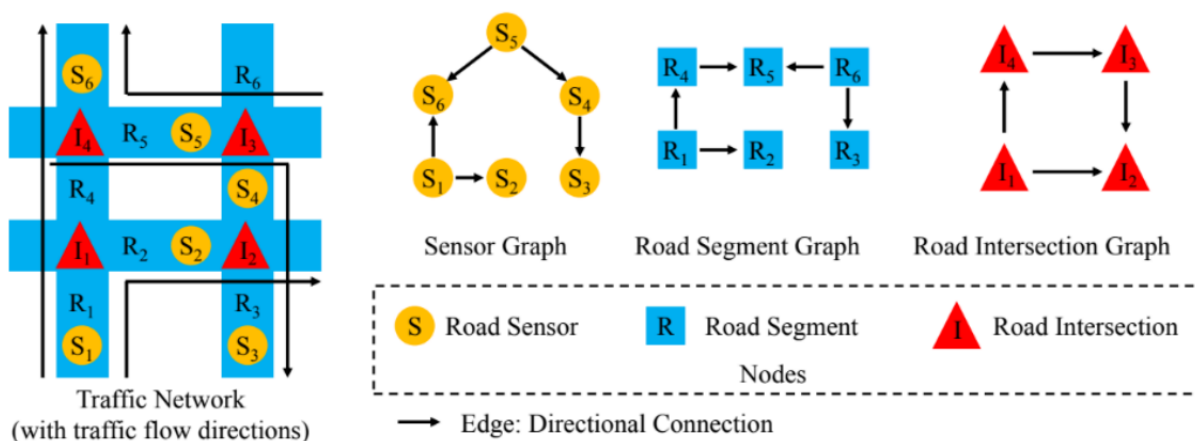 S₆
R₆
I₄
R₅
S₅
I₃
R₄
S₄
I₁
R₂
S₂
I₂
R₁
R₃
S₁
S₃
Traffic Network
(with traffic flow directions)
S₅
S₆
S₄
S₁
S₂
S₃
Sensor Graph
R₄
R₅
R₆
R₁
R₂
R₃
Road Segment Graph
I₄
I₃
I₁
I₂
Road Intersection Graph
S Road Sensor
R Road Segment
I Road Intersection
Nodes
Edge: Directional Connection